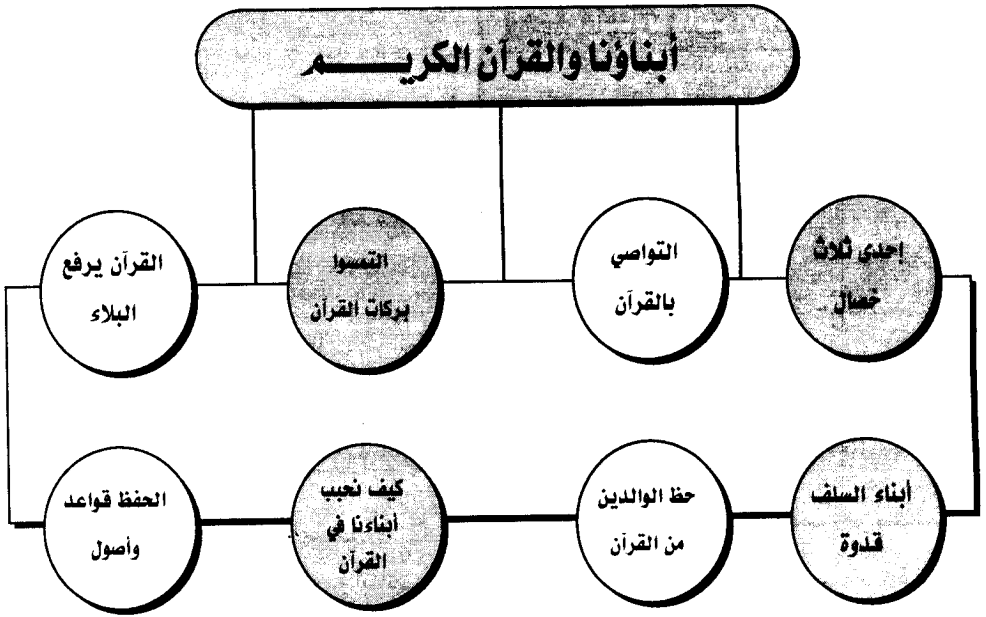 أبناؤنا والقرآن الكريــــــم
إحدى ثلاث
خصال
التواصي
بالقرآن
التمسوا
بركات القرآن
القرآن يرفع
البلاء
أبناء السلف
قدوة
حظ الوالدين
من القرآن
كيف نحبب
أبناءنا في
القرآن
الحفظ قواعد
وأصول